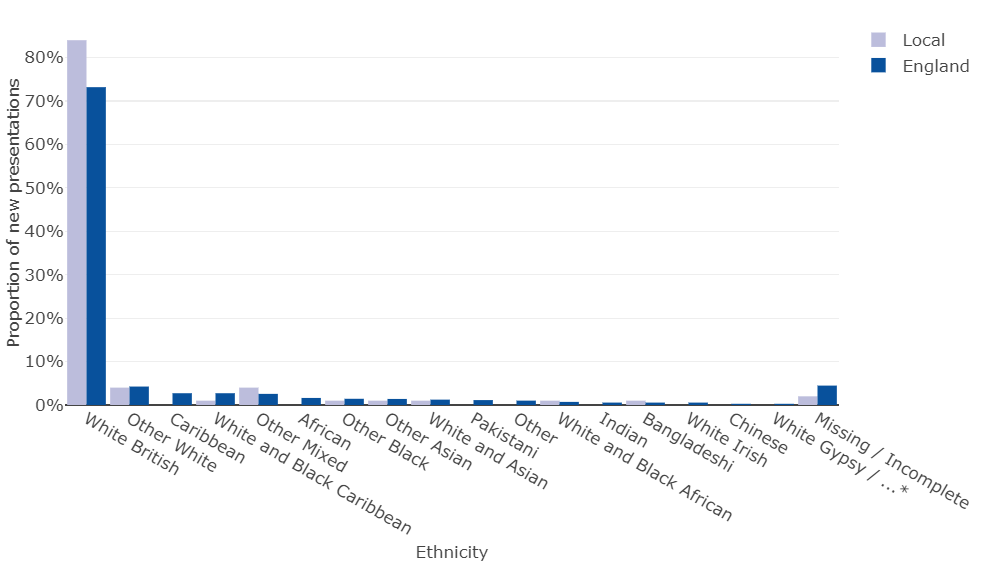 Local
England
Proportion of new presentations
80%
70%
60%
50%
40%
30%
20%
10%
0%
White British
Other White
Caribbean
White and Black Caribbean
Other Mixed
African
Other Black
Other Asian
White and Asian
Pakistani
Other
White and Black African
Indian
Bangladeshi
White Irish
Chinese
White Gypsy / ...*
Missing / Incomplete
Ethnicity